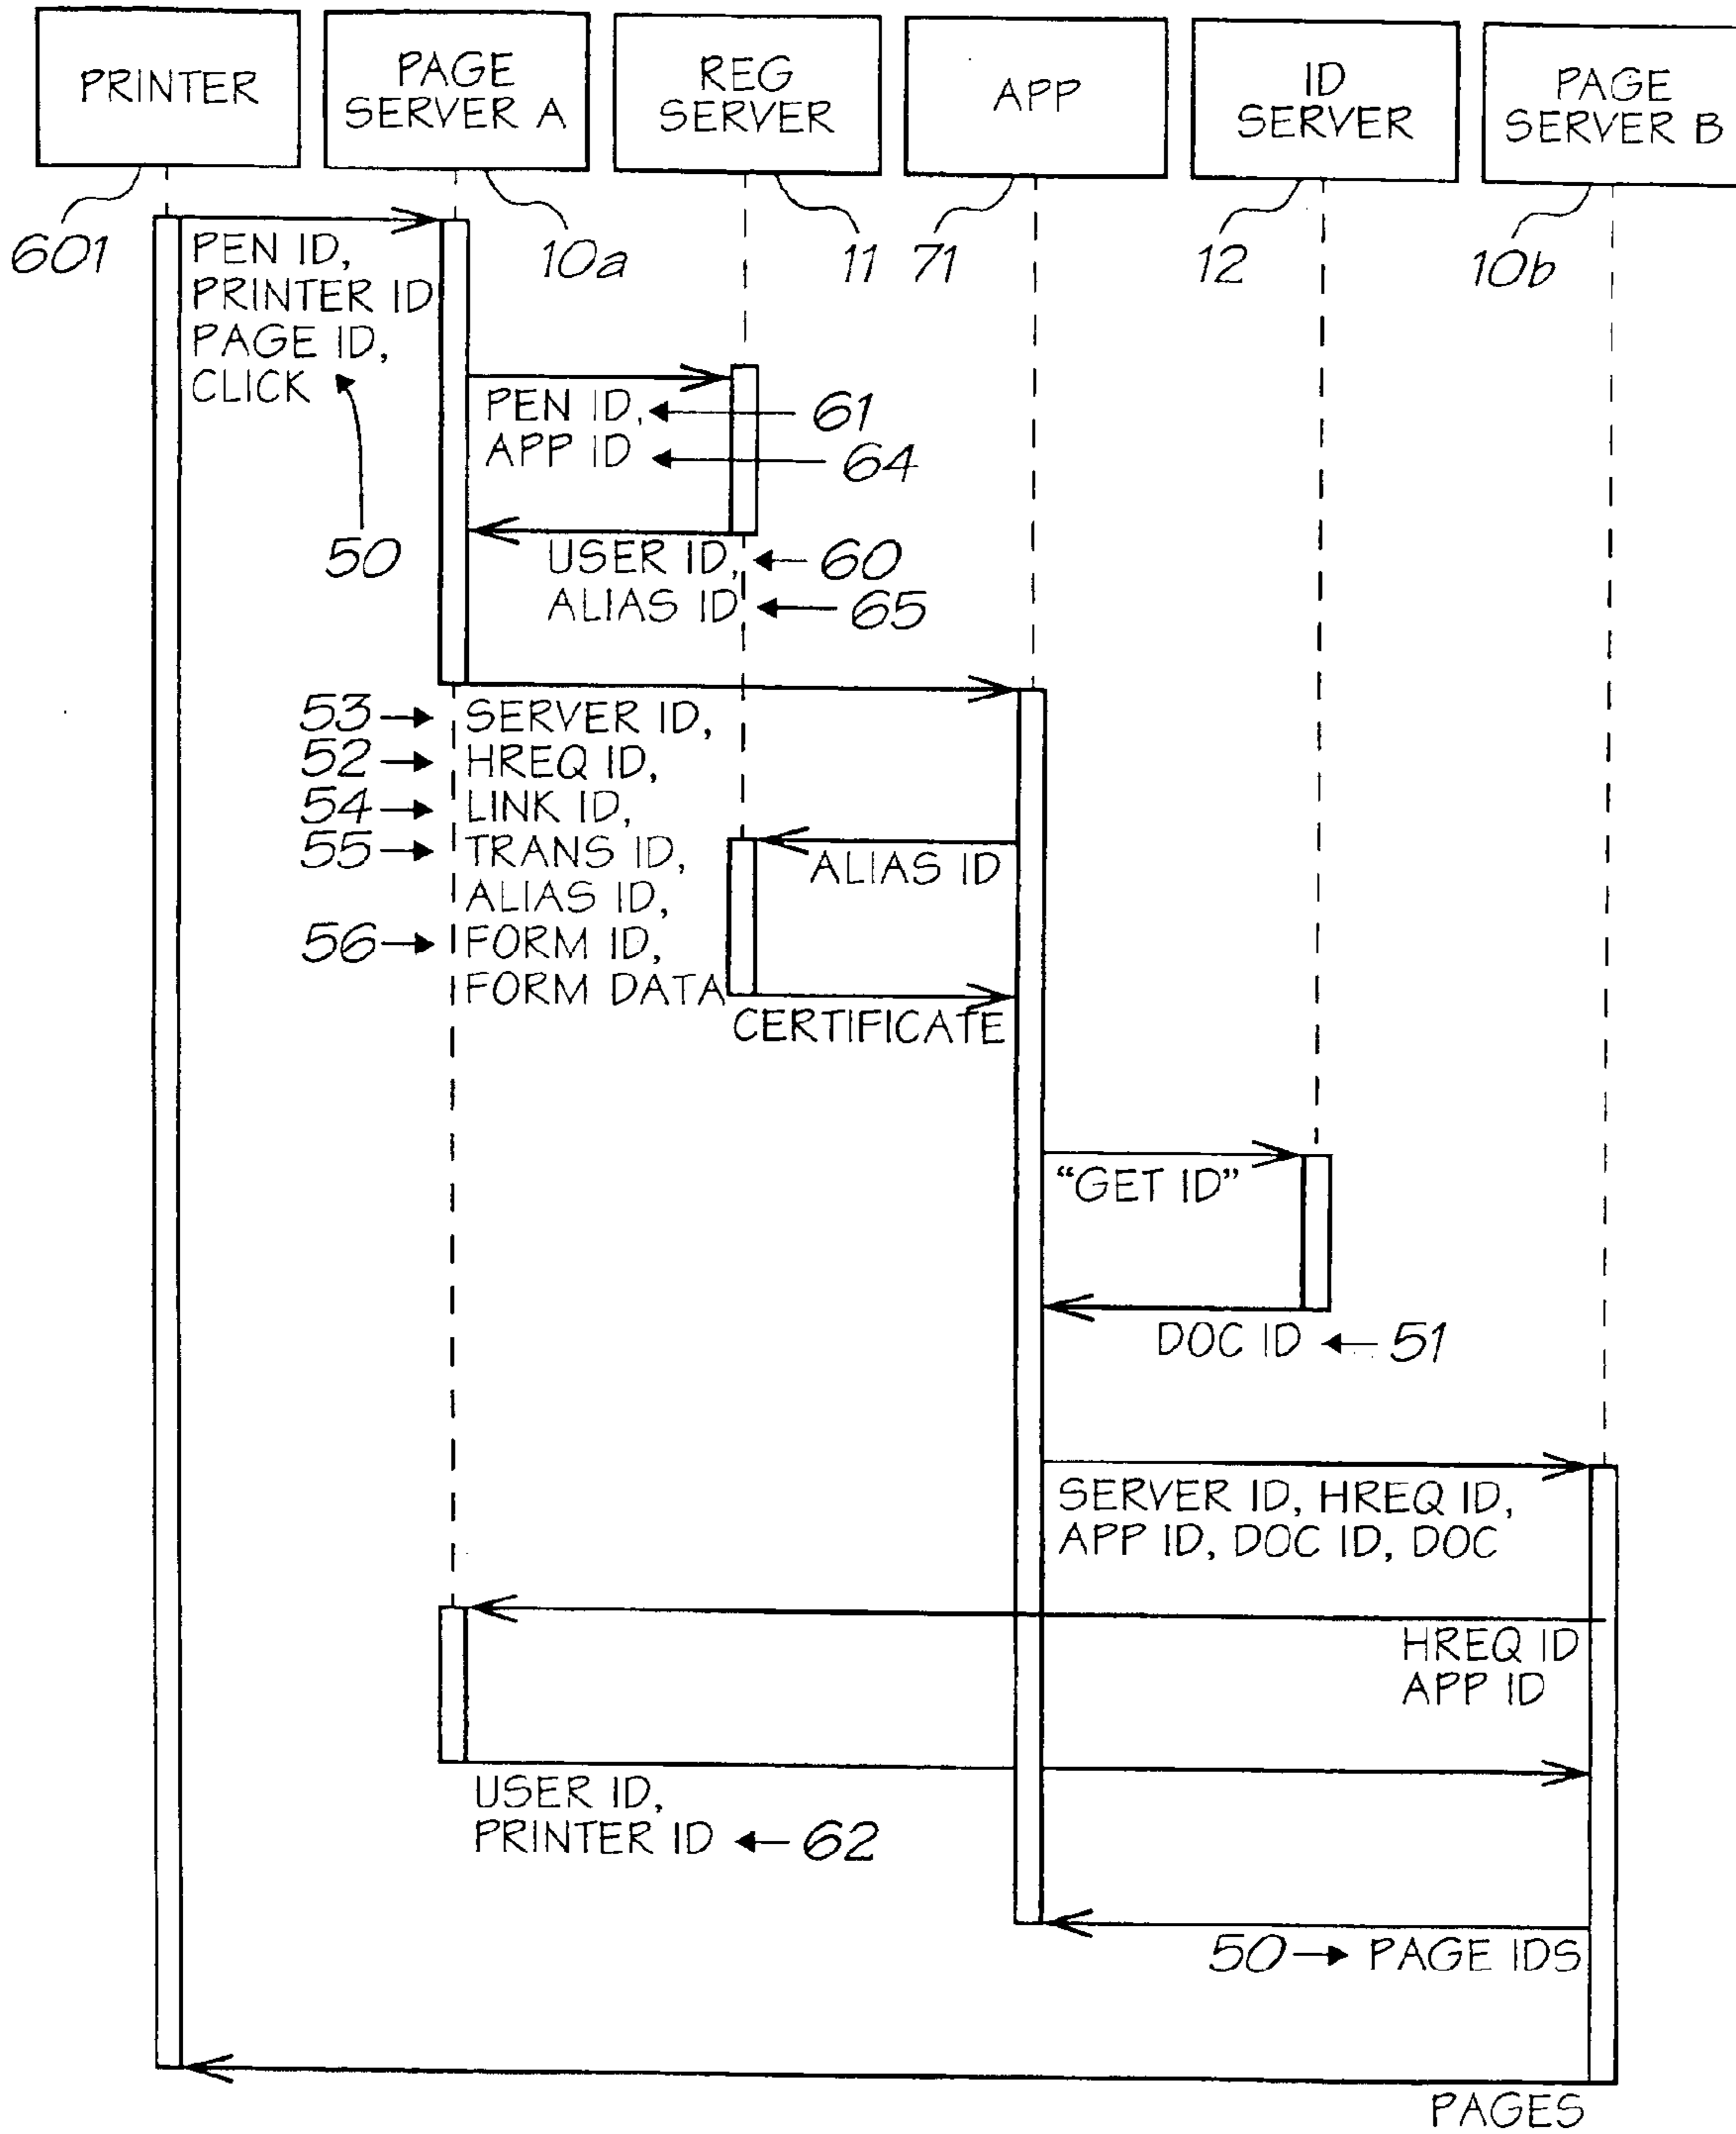 PRINTER
PAGE
SERVER A
REG
SERVER
APP
ID
SERVER
PAGE
SERVER B
601
10a
11
71
12
10b
PEN ID,
PRINTER ID
PAGE ID,
CLICK
50
PEN ID,
61
APP ID
64
USER ID,
60
ALIAS ID
65
53
SERVER ID,
52
HREQ ID,
54
LINK ID,
55
TRANS ID,
ALIAS ID,
56
FORM ID,
FORM DATA
ALIAS ID
CERTIFICATE
“GET ID”
DOC ID
51
SERVER ID, HREQ ID,
APP ID, DOC ID, DOC
HREQ ID
APP ID
USER ID,
PRINTER ID
62
50
PAGE IDS
PAGES